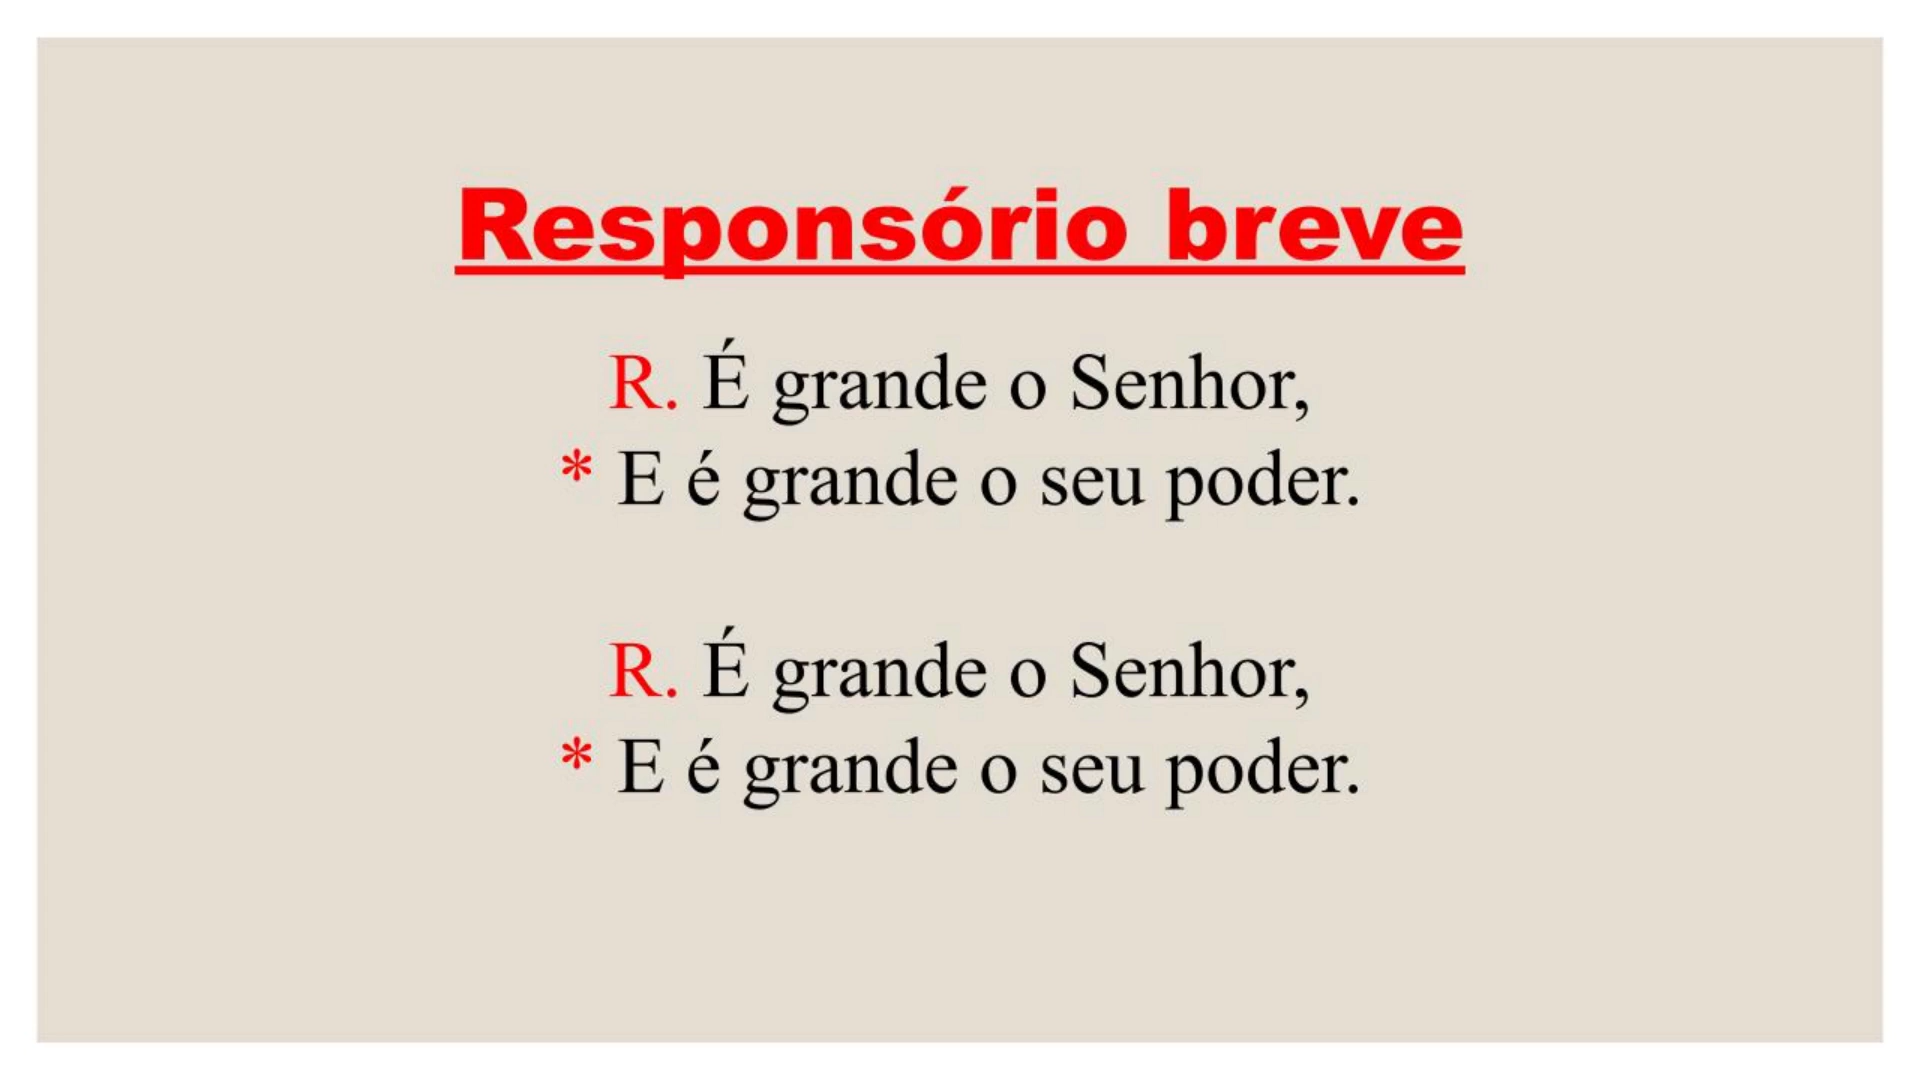 Responsório breve
R. É grande o Senhor,
* E é grande o seu poder.
R. É grande o Senhor,
* E é grande o seu poder.